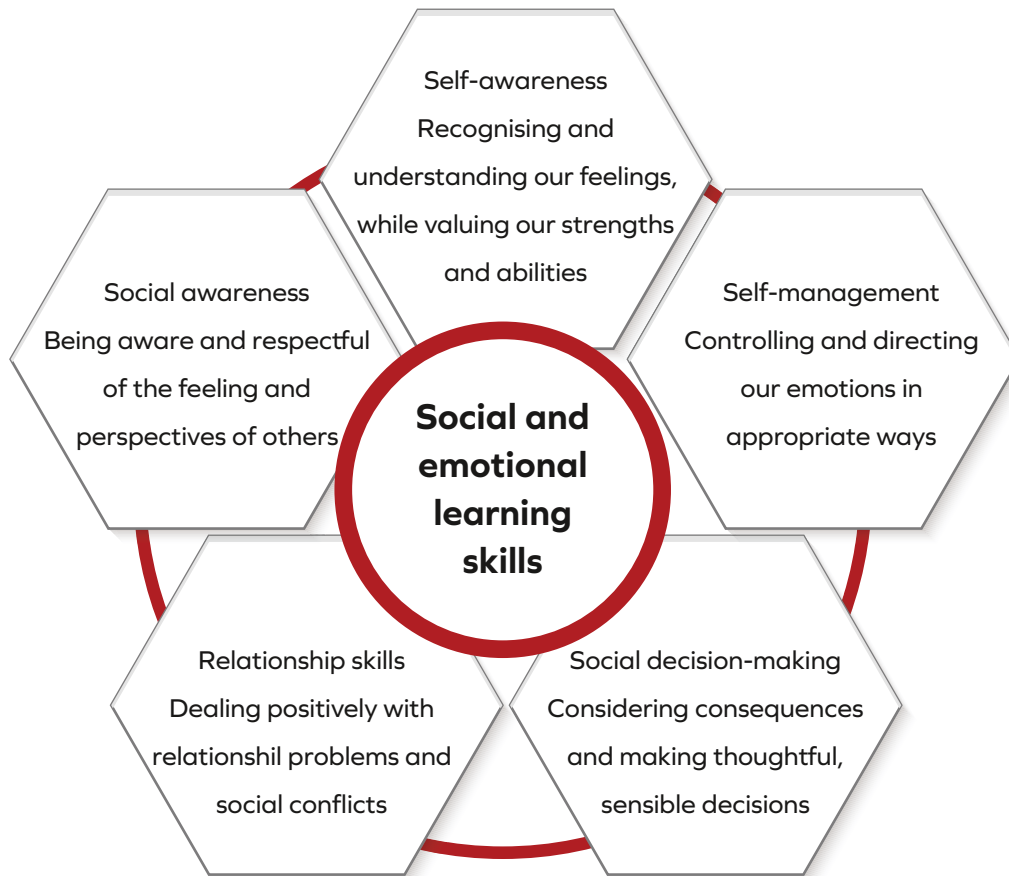 Self-awareness
Recognising and
understanding our feelings,
while valuing our strengths
and abilities
Self-management
Controlling and directing
our emotions in
appropriate ways
Social decision-making
Considering consequences
and making thoughtful,
sensible decisions
Relationship skills
Dealing positively with
relationshil problems and
social conflicts
Social awareness
Being aware and respectful
of the feeling and
perspectives of others
Social and
emotional
learning
skills